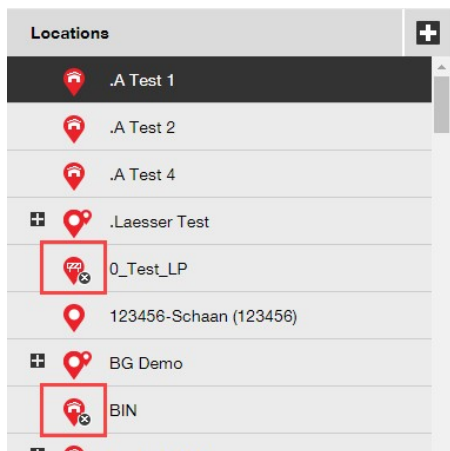 Locations
.A Test 1
.A Test 2
.A Test 4
.Laesser Test
0_Test_LP
123456-Schaan (123456)
BG Demo
BIN